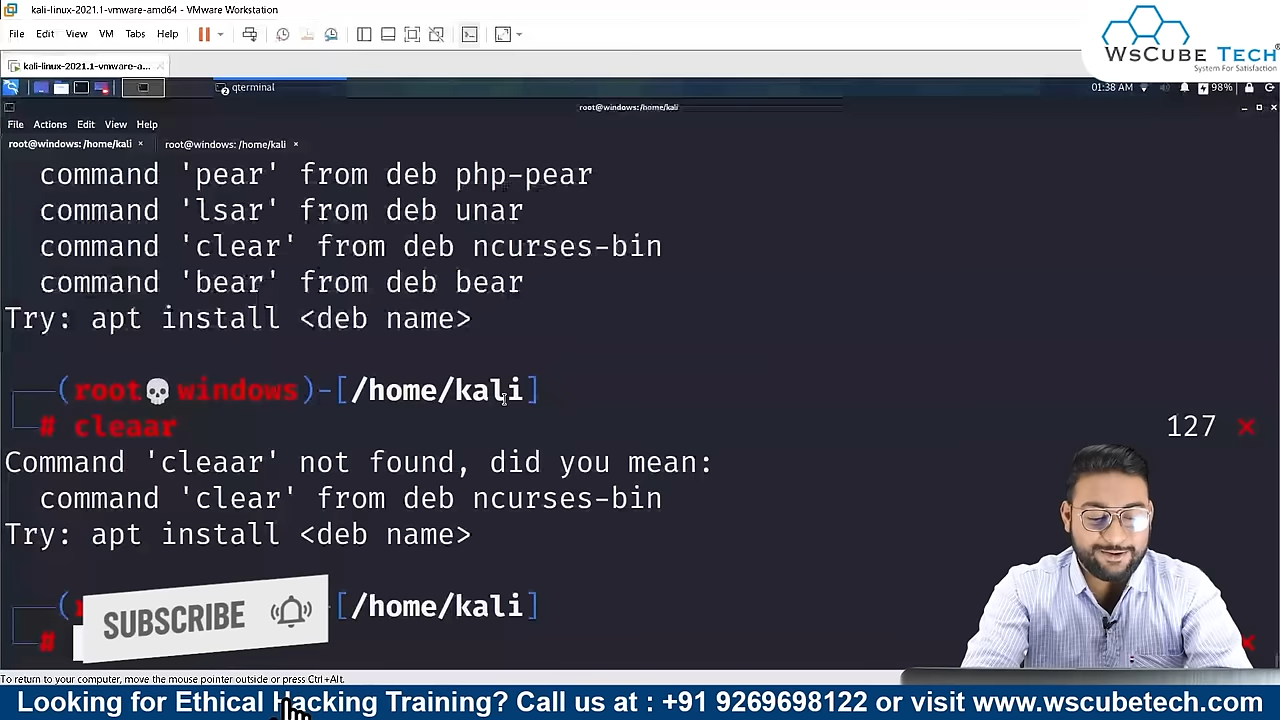 kali-linux-2021.1-vmware-amd64 - VMware Workstation
File Edit View VM Tabs Help
WsCube Tech
System For Satisfaction
kali-linux-2021.1-vmware-a...
qterminal
01:38 AM
98%
root@windows: /home/kali
File Actions Edit View Help
root@windows: /home/kali
root@windows: /home/kali
command 'pear' from deb php-pear
command 'lsar' from deb unar
command 'clear' from deb ncurses-bin
command 'bear' from deb bear
Try: apt install <deb name>
(root💀windows)-[/home/kali]
# cleaar
127
Command 'cleaar' not found, did you mean:
command 'clear' from deb ncurses-bin
Try: apt install <deb name>
[/home/kali]
#
SUBSCRIBE
To return to your computer, move the mouse pointer outside or press Ctrl+Alt.
Looking for Ethical Hacking Training? Call us at : +91 9269698122 or visit www.wscubetech.com